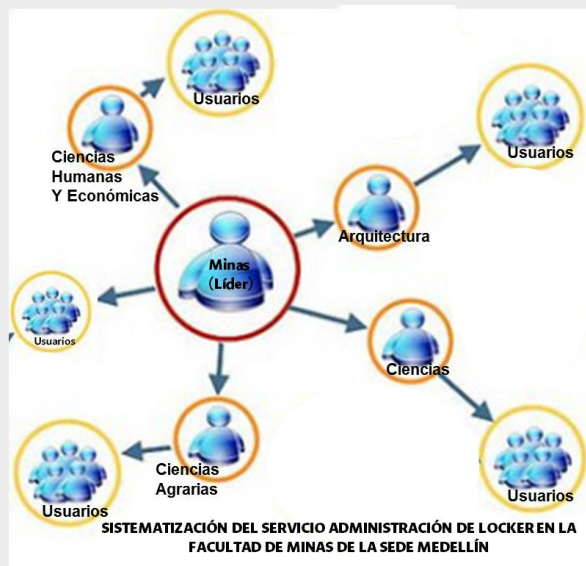 Usuarios
Ciencias
Humanas
Y Económicas
Usuarios
Arquitectura
Minas
(Líder)
Usuarios
Ciencias
Ciencias
Agrarias
Usuarios
Usuarios
SISTEMATIZACIÓN DEL SERVICIO ADMINISTRACIÓN DE LOCKER EN LA
FACULTAD DE MINAS DE LA SEDE MEDELLÍN